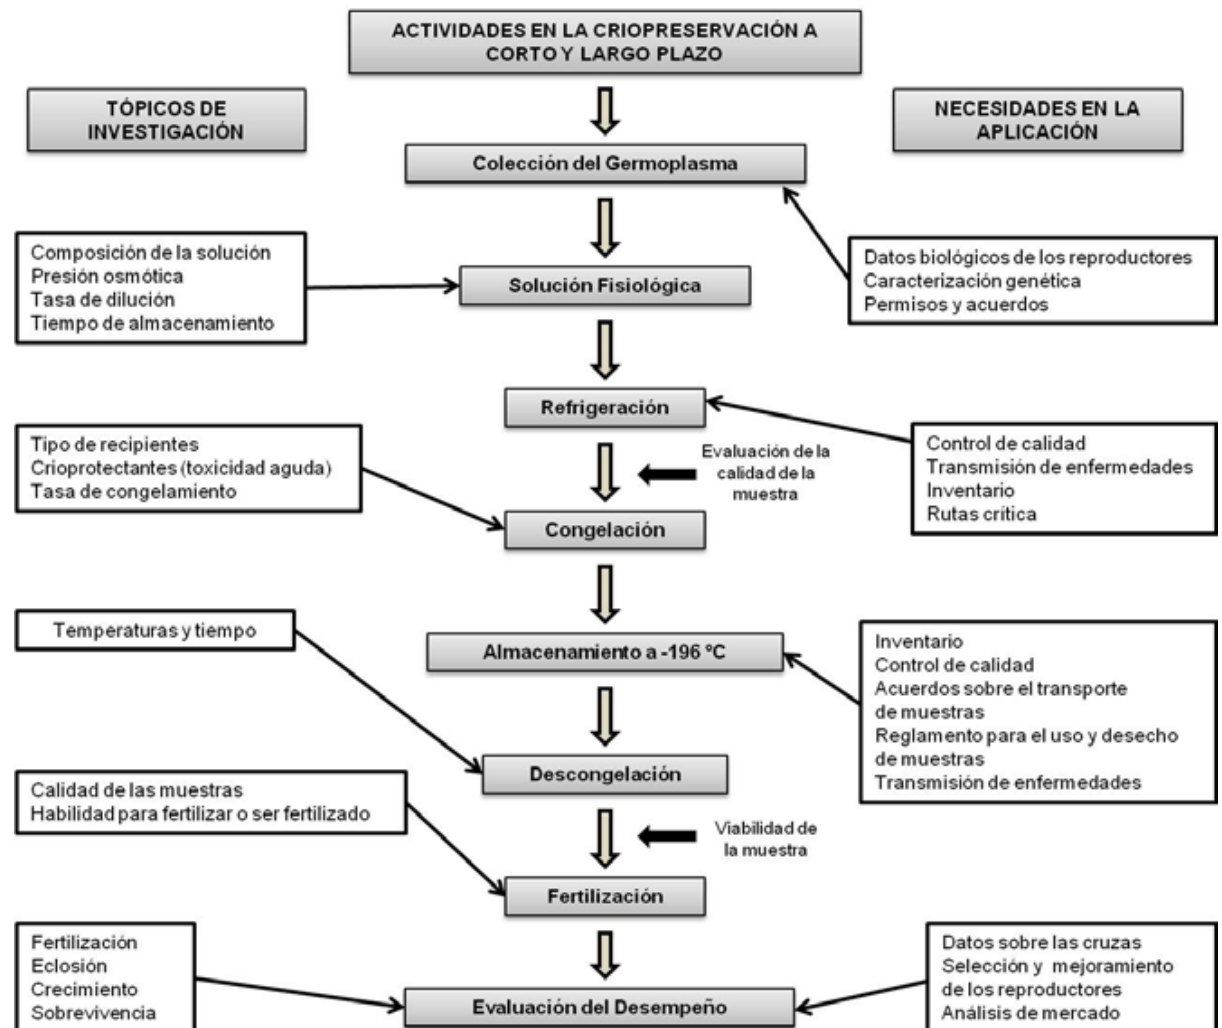 ACTIVIDADES EN LA CRIOPRESERVACIÓN A
CORTO Y LARGO PLAZO
TÓPICOS DE
INVESTIGACIÓN
NECESIDADES EN LA
APLICACIÓN
Colección del Germoplasma
Composición de la solución
Presión osmótica
Tasa de dilución
Tiempo de almacenamiento
Solución Fisiológica
Datos biológicos de los reproductores
Caracterización genética
Permisos y acuerdos
Refrigeración
Tipo de recipientes
Crioprotectantes (toxicidad aguda)
Tasa de congelamiento
Evaluación de la
calidad de la
muestra
Control de calidad
Transmisión de enfermedades
Inventario
Rutas crítica
Congelación
Temperaturas y tiempo
Almacenamiento a -196 ºC
Inventario
Control de calidad
Acuerdos sobre el transporte
de muestras
Reglamento para el uso y desecho
de muestras
Transmisión de enfermedades
Descongelación
Calidad de las muestras
Habilidad para fertilizar o ser fertilizado
Viabilidad de
la muestra
Fertilización
Fertilización
Eclosión
Crecimiento
Sobrevivencia
Evaluación del Desempeño
Datos sobre las cruzas
Selección y mejoramiento
de los reproductores
Análisis de mercado